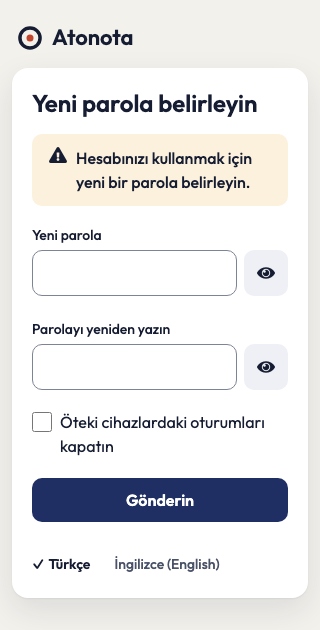 Atonota
Yeni parola belirleyin
Hesabınızı kullanmak için
yeni bir parola belirleyin.
Yeni parola
Parolayı yeniden yazın
Öteki cihazlardaki oturumları
kapatın
Gönderin
Türkçe İngilizce (English)